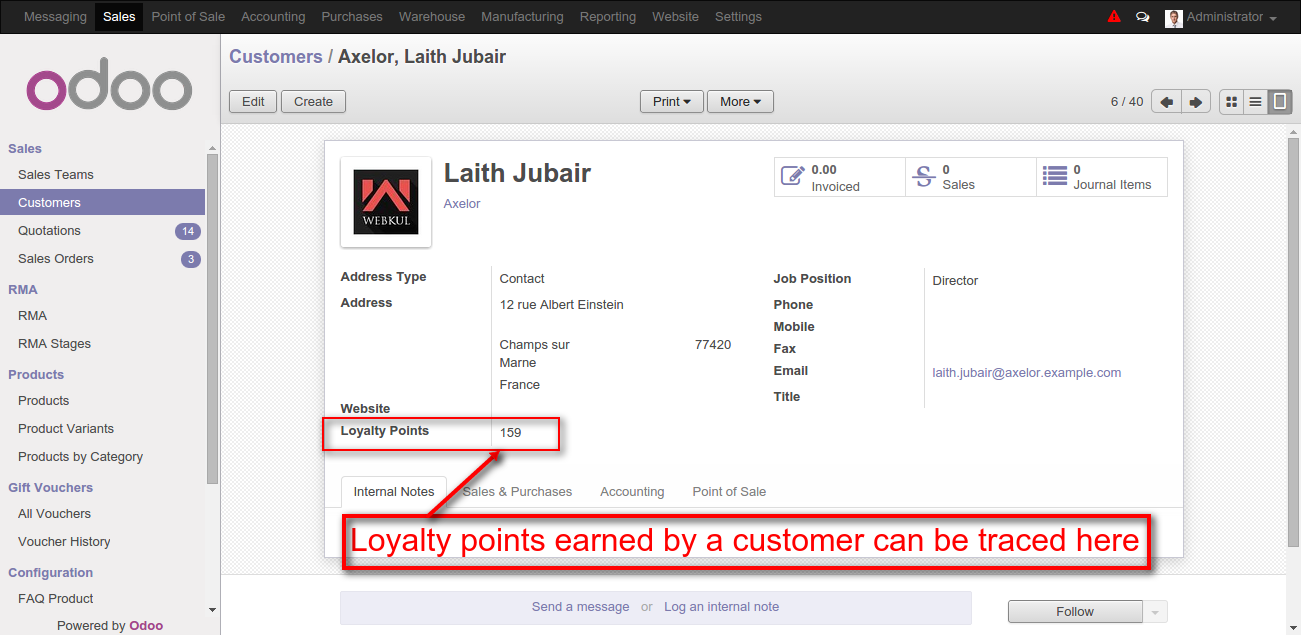 Messaging Sales Point of Sale Accounting Purchases Warehouse Manufacturing Reporting Website Settings Administrator
odoo
Sales
Sales Teams
Customers
Quotations 14
Sales Orders 3
RMA
RMA
RMA Stages
Products
Products
Product Variants
Products by Category
Gift Vouchers
All Vouchers
Voucher History
Configuration
FAQ Product
Powered by Odoo
Customers / Axelor, Laith Jubair
Edit Create Print More 6 / 40
WEBKUL
Laith Jubair
Axelor
0.00
Invoiced
0
Sales
0
Journal Items
Address Type Contact
Address 12 rue Albert Einstein
Champs sur Marne 77420
France
Website
Loyalty Points 159
Job Position Director
Phone
Mobile
Fax
Email laith.jubair@axelor.example.com
Title
Internal Notes Sales & Purchases Accounting Point of Sale
Loyalty points earned by a customer can be traced here
Send a message or Log an internal note Follow